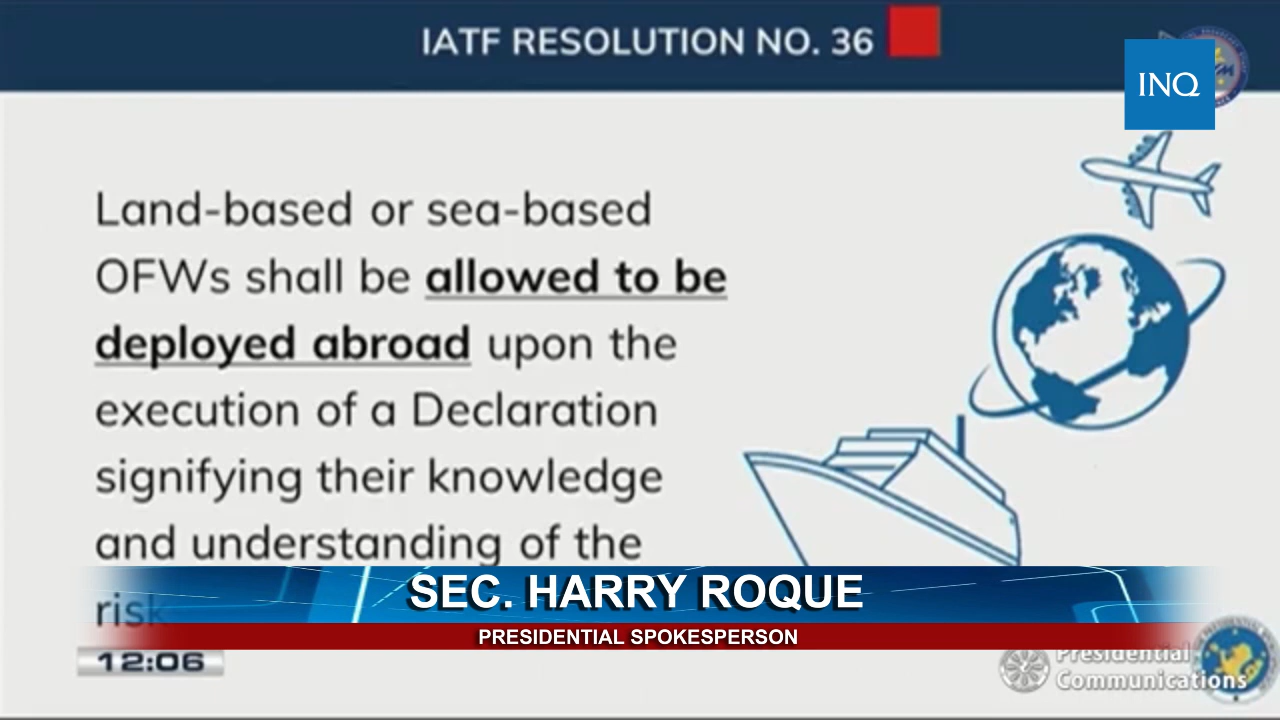 IATF RESOLUTION NO. 36
INQ
Land-based or sea-based
OFWs shall be allowed to be
deployed abroad upon the
execution of a Declaration
signifying their knowledge
and understanding of the
SEC. HARRY ROQUE
PRESIDENTIAL SPOKESPERSON
12:06
Presidential
Communications